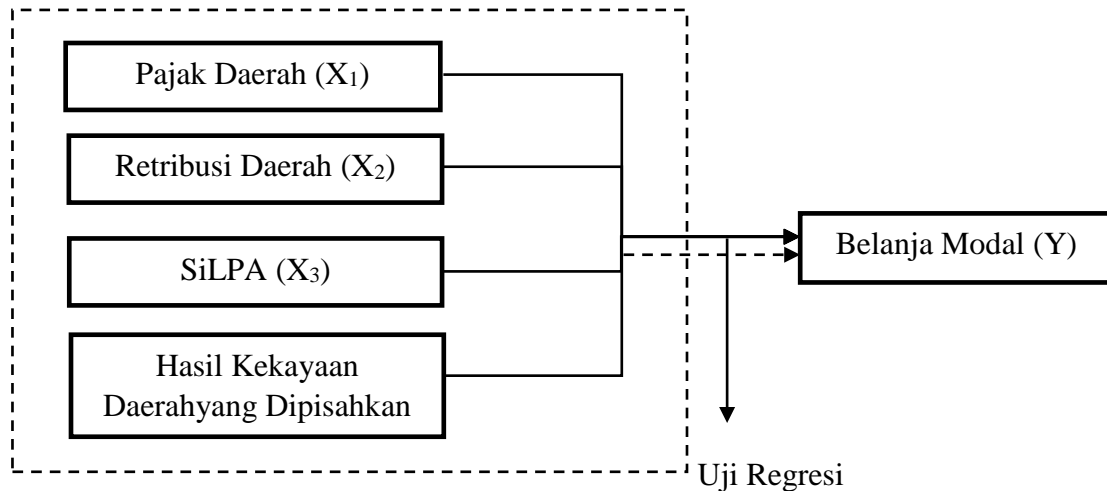 Pajak Daerah (X₁)
Retribusi Daerah (X₂)
SiLPA (X₃)
Hasil Kekayaan
Daerahyang Dipisahkan
Belanja Modal (Y)
Uji Regresi